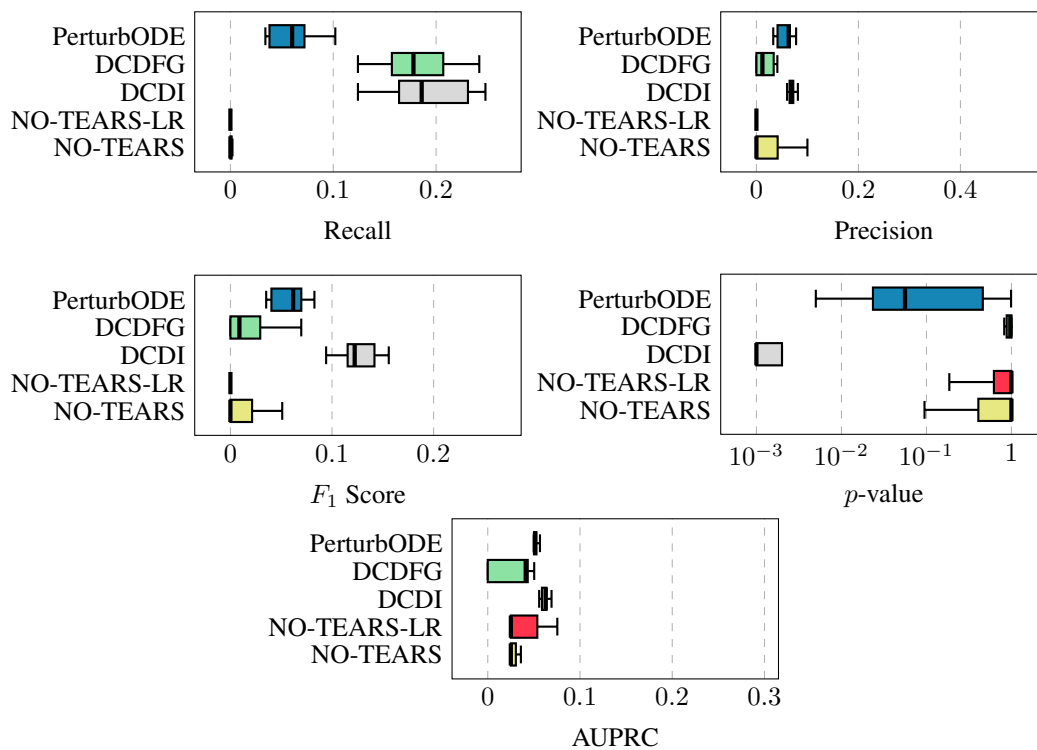 PerturbODE
DCDFG
DCDI
NO-TEARS-LR
NO-TEARS
0 0.1 0.2
Recall
PerturbODE
DCDFG
DCDI
NO-TEARS-LR
NO-TEARS
0 0.2 0.4
Precision
PerturbODE
DCDFG
DCDI
NO-TEARS-LR
NO-TEARS
0 0.1 0.2
F₁ Score
PerturbODE
DCDFG
DCDI
NO-TEARS-LR
NO-TEARS
10⁻³ 10⁻² 10⁻¹ 1
p-value
PerturbODE
DCDFG
DCDI
NO-TEARS-LR
NO-TEARS
0 0.1 0.2 0.3
AUPRC